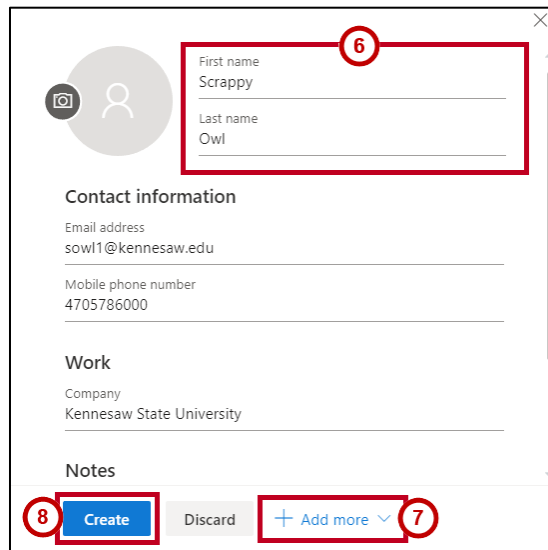 6
First name
Scrappy
Last name
Owl
Contact information
Email address
sowl1@kennesaw.edu
Mobile phone number
4705786000
Work
Company
Kennesaw State University
Notes
8 Create Discard + Add more 7